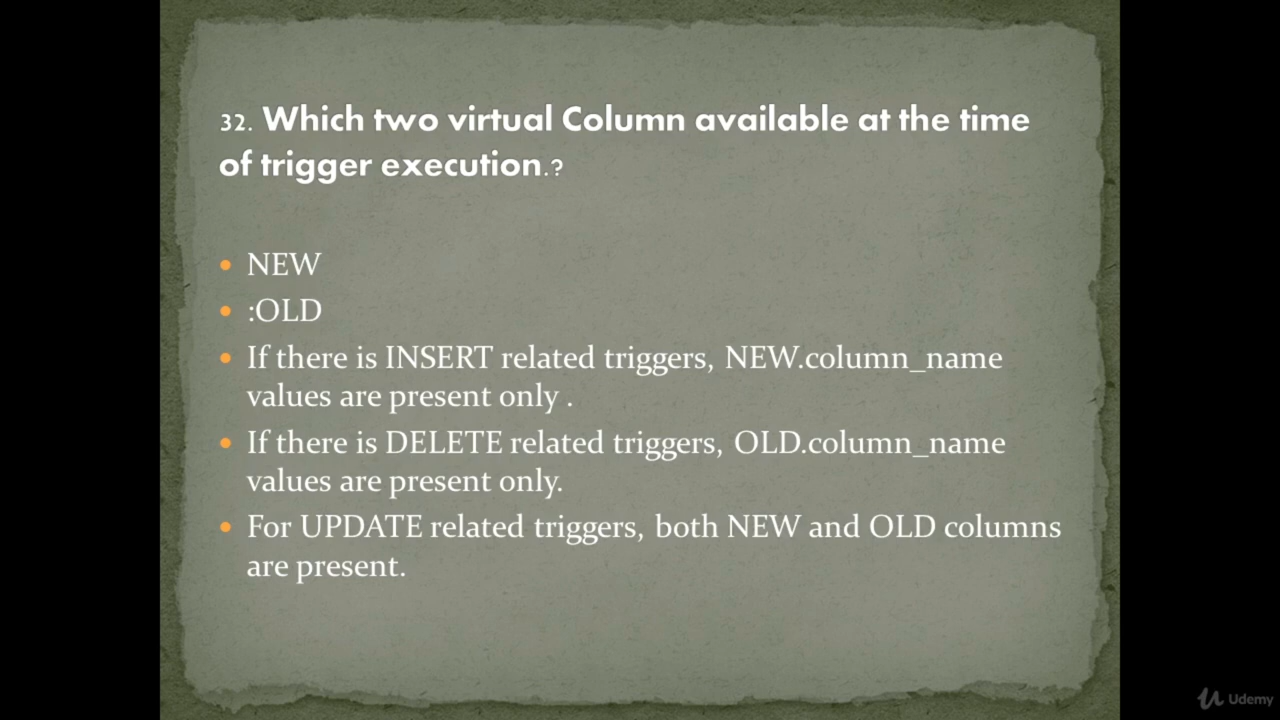 32. Which two virtual Column available at the time
of trigger execution.?
• NEW
• :OLD
• If there is INSERT related triggers, NEW.column_name
values are present only .
• If there is DELETE related triggers, OLD.column_name
values are present only.
• For UPDATE related triggers, both NEW and OLD columns
are present.
Udemy